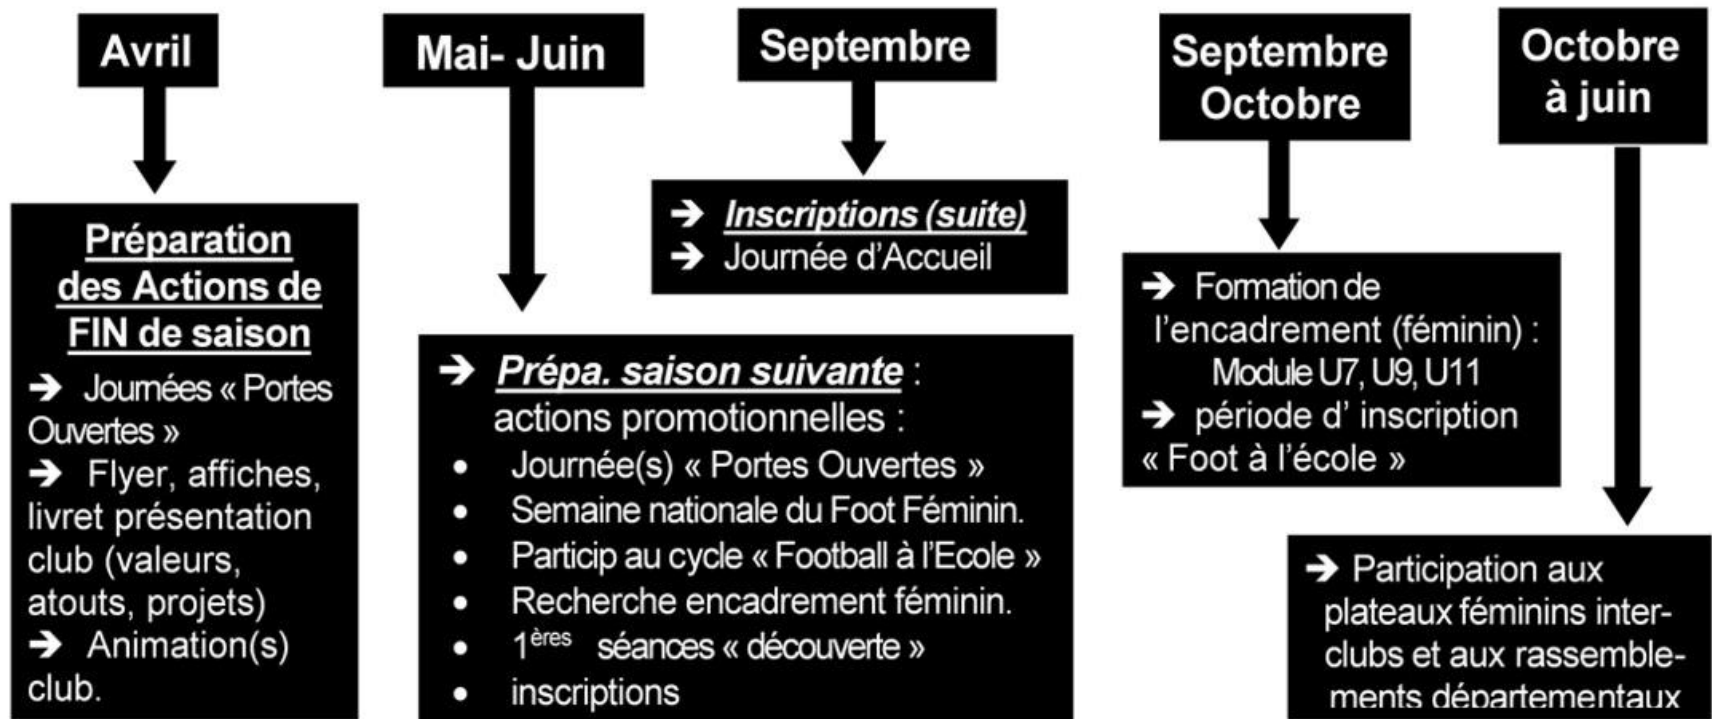 Avril
Préparation
des Actions de
FIN de saison
➔ Journées « Portes
Ouvertes »
➔ Flyer, affiches,
livret présentation
club (valeurs,
atouts, projets)
➔ Animation(s)
club.
Mai- Juin
➔ Prépa. saison suivante :
actions promotionnelles :
• Journée(s) « Portes Ouvertes »
• Semaine nationale du Foot Féminin.
• Particip au cycle « Football à l'Ecole »
• Recherche encadrement féminin.
• 1ères séances « découverte »
• inscriptions
Septembre
➔ Inscriptions (suite)
➔ Journée d'Accueil
Septembre
Octobre
➔ Formation de
l'encadrement (féminin) :
Module U7, U9, U11
➔ période d' inscription
« Foot à l'école »
Octobre
à juin
➔ Participation aux
plateaux féminins inter-
clubs et aux rassemble-
ments départementaux